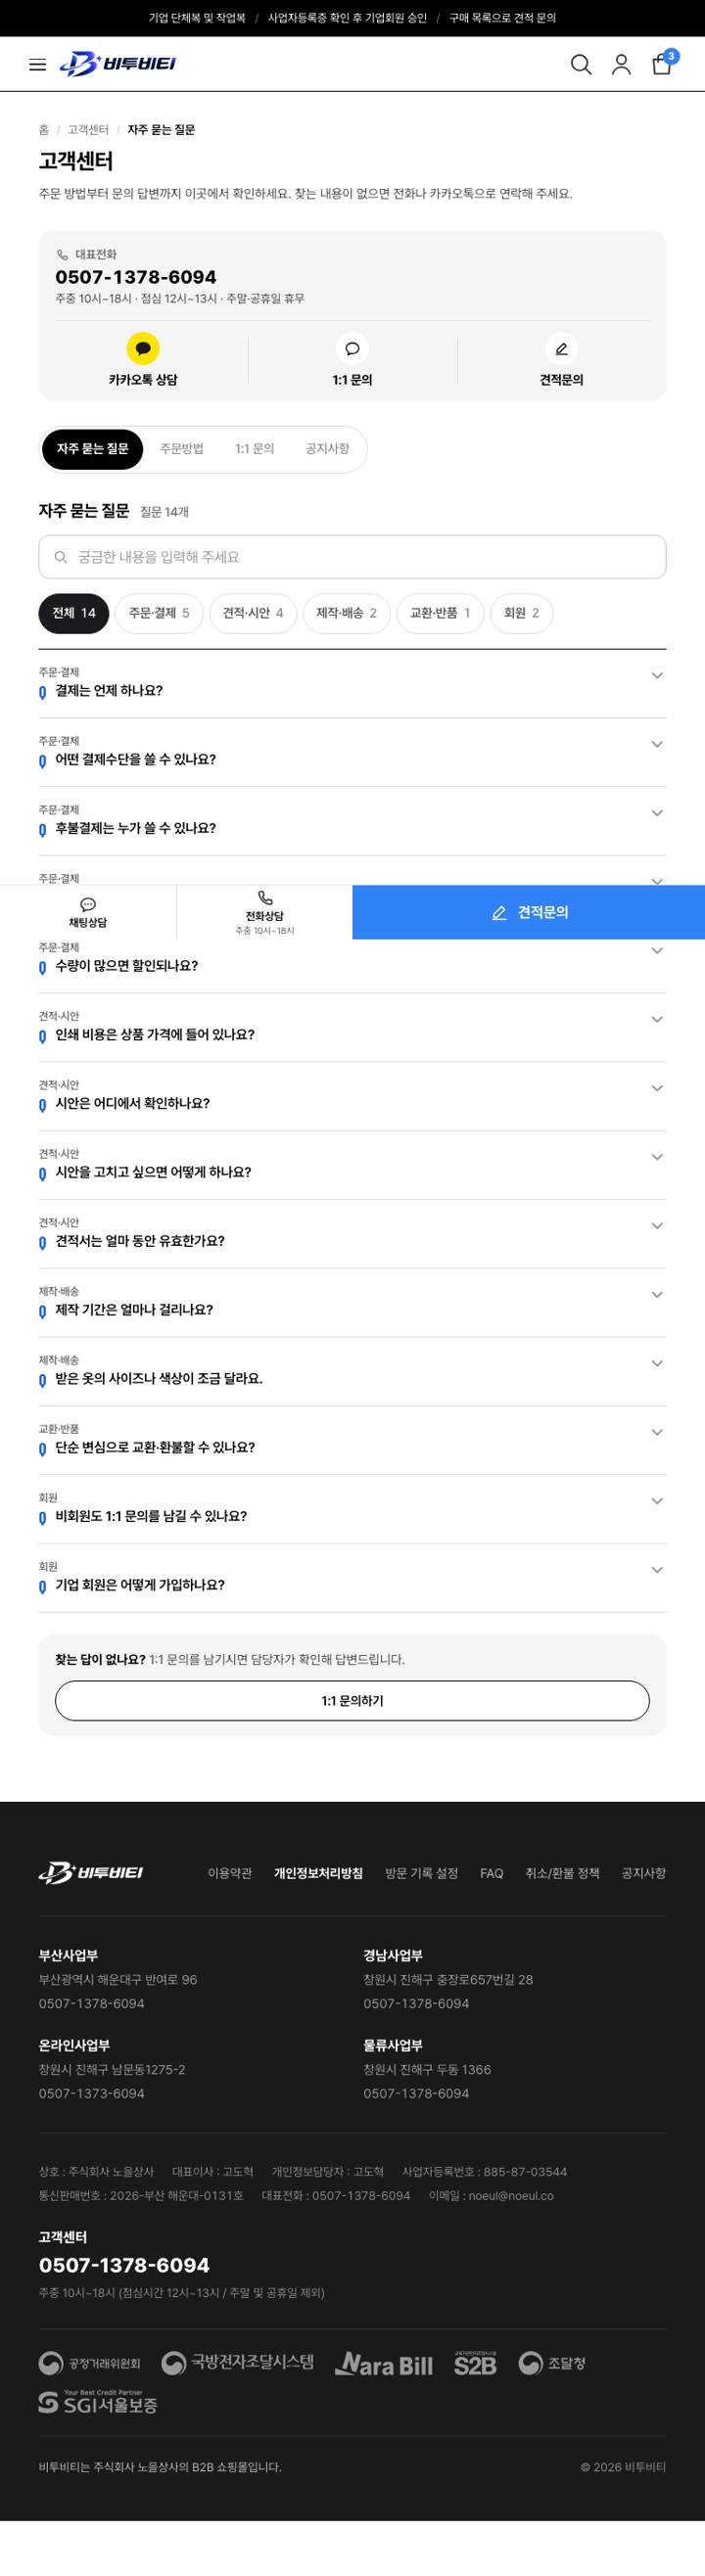 기업 단체복 및 작업복 / 사업자등록증 확인 후 기업회원 승인 / 구매 목록으로 견적 문의
비투비티
3
홈 / 고객센터 / 자주 묻는 질문
고객센터
주문 방법부터 문의 답변까지 이곳에서 확인하세요. 찾는 내용이 없으면 전화나 카카오톡으로 연락해 주세요.
대표전화
0507-1378-6094
주중 10시~18시 · 점심 12시~13시 · 주말·공휴일 휴무
카카오톡 상담
1:1 문의
견적문의
자주 묻는 질문
주문방법
1:1 문의
공지사항
자주 묻는 질문 질문 14개
궁금한 내용을 입력해 주세요
전체 14
주문·결제 5
견적·시안 4
제작·배송 2
교환·반품 1
회원 2
주문·결제
Q 결제는 언제 하나요?
주문·결제
Q 어떤 결제수단을 쓸 수 있나요?
주문·결제
Q 후불결제는 누가 쓸 수 있나요?
주문·결제
채팅상담
전화상담
주중 10시~18시
견적문의
주문·결제
Q 수량이 많으면 할인되나요?
견적·시안
Q 인쇄 비용은 상품 가격에 들어 있나요?
견적·시안
Q 시안은 어디에서 확인하나요?
견적·시안
Q 시안을 고치고 싶으면 어떻게 하나요?
견적·시안
Q 견적서는 얼마 동안 유효한가요?
제작·배송
Q 제작 기간은 얼마나 걸리나요?
제작·배송
Q 받은 옷의 사이즈나 색상이 조금 달라요.
교환·반품
Q 단순 변심으로 교환·환불할 수 있나요?
회원
Q 비회원도 1:1 문의를 남길 수 있나요?
회원
Q 기업 회원은 어떻게 가입하나요?
찾는 답이 없나요? 1:1 문의를 남기시면 담당자가 확인해 답변드립니다.
1:1 문의하기
비투비티
이용약관
개인정보처리방침
방문 기록 설정
FAQ
취소/환불 정책
공지사항
부산사업부
부산광역시 해운대구 반여로 96
0507-1378-6094
경남사업부
창원시 진해구 충장로657번길 28
0507-1378-6094
온라인사업부
창원시 진해구 남문동1275-2
0507-1373-6094
물류사업부
창원시 진해구 두동 1366
0507-1378-6094
상호 : 주식회사 노을상사 대표이사 : 고도혁 개인정보담당자 : 고도혁 사업자등록번호 : 885-87-03544
통신판매번호 : 2026-부산 해운대-0131호 대표전화 : 0507-1378-6094 이메일 : noeul@noeul.co
고객센터
0507-1378-6094
주중 10시~18시 (점심시간 12시~13시 / 주말 및 공휴일 제외)
공정거래위원회
국방전자조달시스템
Nara Bill
S2B
조달청
Your Best Credit Partner
SGI서울보증
비투비티는 주식회사 노을상사의 B2B 쇼핑몰입니다.
© 2026 비투비티